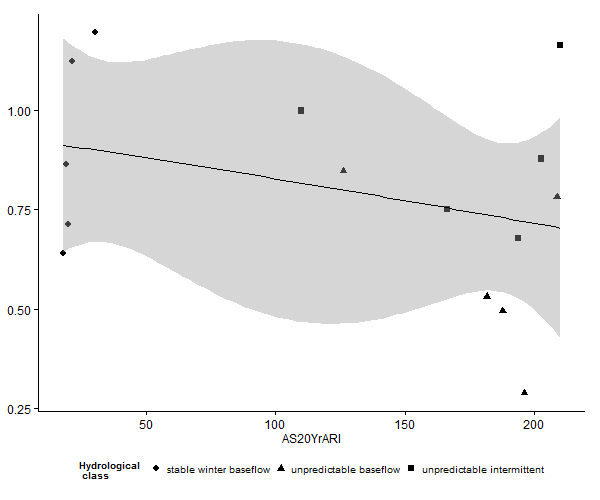 1.00
0.75
0.50
0.25
50
100
150
200
AS20YrARI
Hydrological
class
stable winter baseflow
unpredictable baseflow
unpredictable intermittent